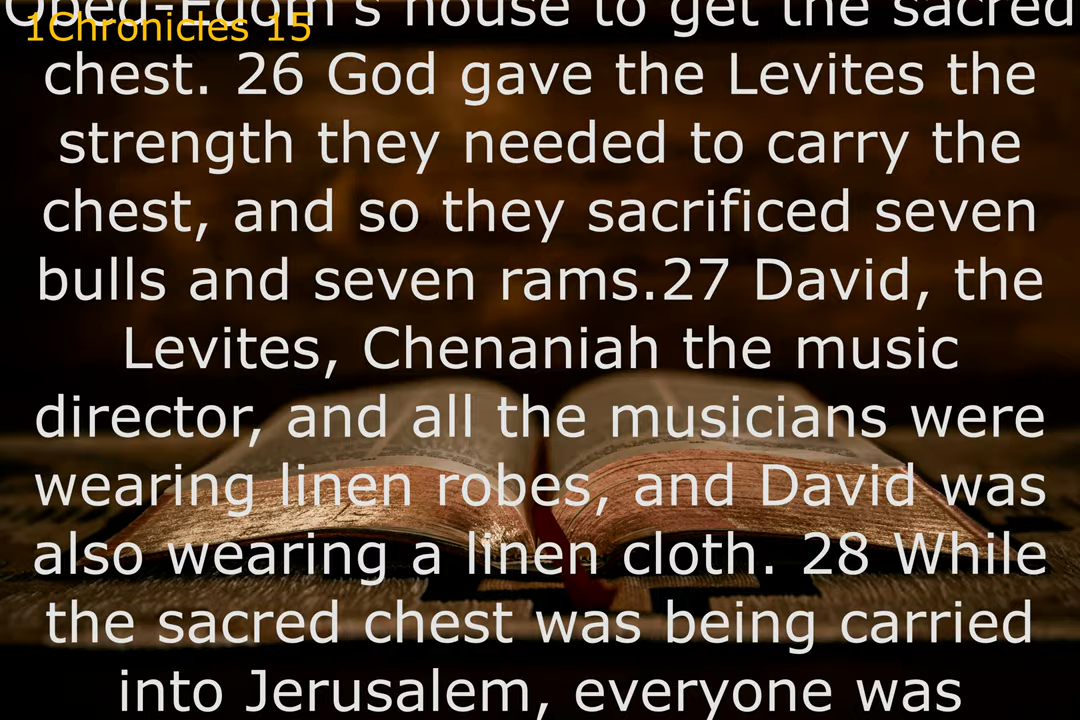 Obed-Edom's house to get the sacred
1Chronicles 15
chest. 26 God gave the Levites the
strength they needed to carry the
chest, and so they sacrificed seven
bulls and seven rams.27 David, the
Levites, Chenaniah the music
director, and all the musicians were
wearing linen robes, and David was
also wearing a linen cloth. 28 While
the sacred chest was being carried
into Jerusalem, everyone was